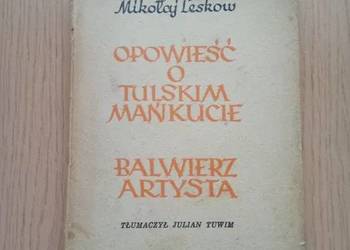 Mikołaj Leskow
OPOWIEŚĆ
O
TULSKIM
MAŃKUCIE
BALWIERZ
ARTYSTA
TŁUMACZYŁ JULIAN TUWIM